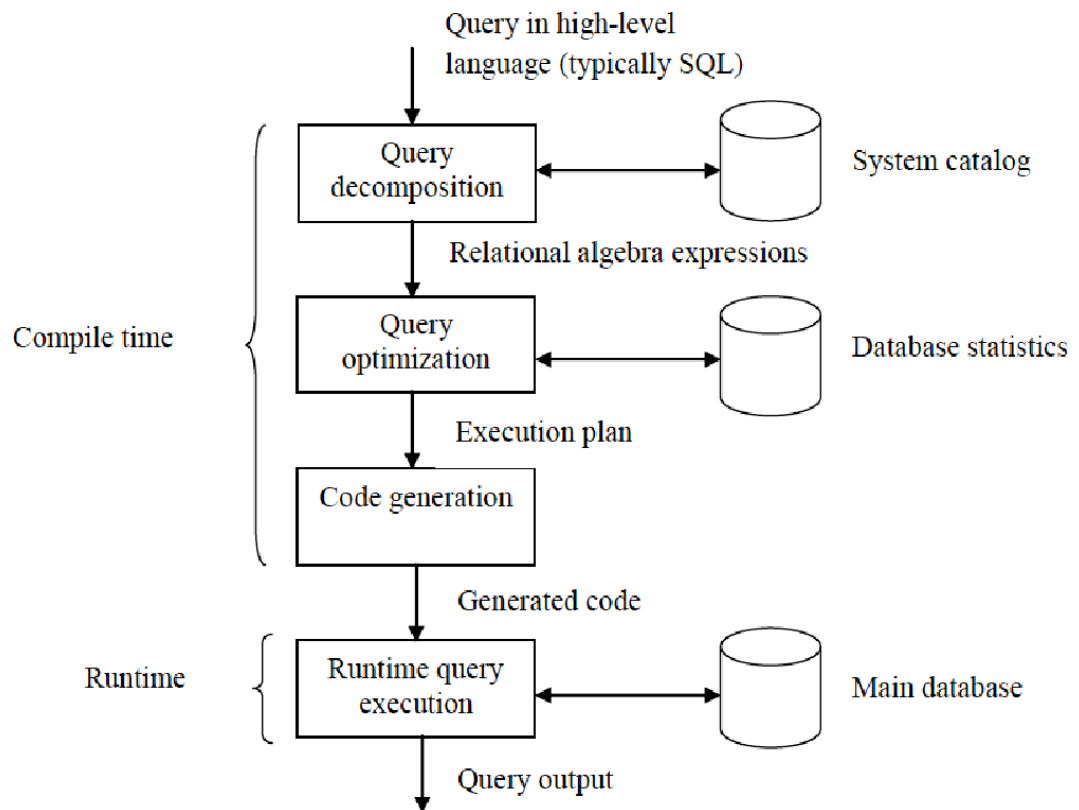 Query in high-level
language (typically SQL)
Query
decomposition
System catalog
Relational algebra expressions
Compile time
Query
optimization
Database statistics
Execution plan
Code generation
Generated code
Runtime
Runtime query
execution
Main database
Query output